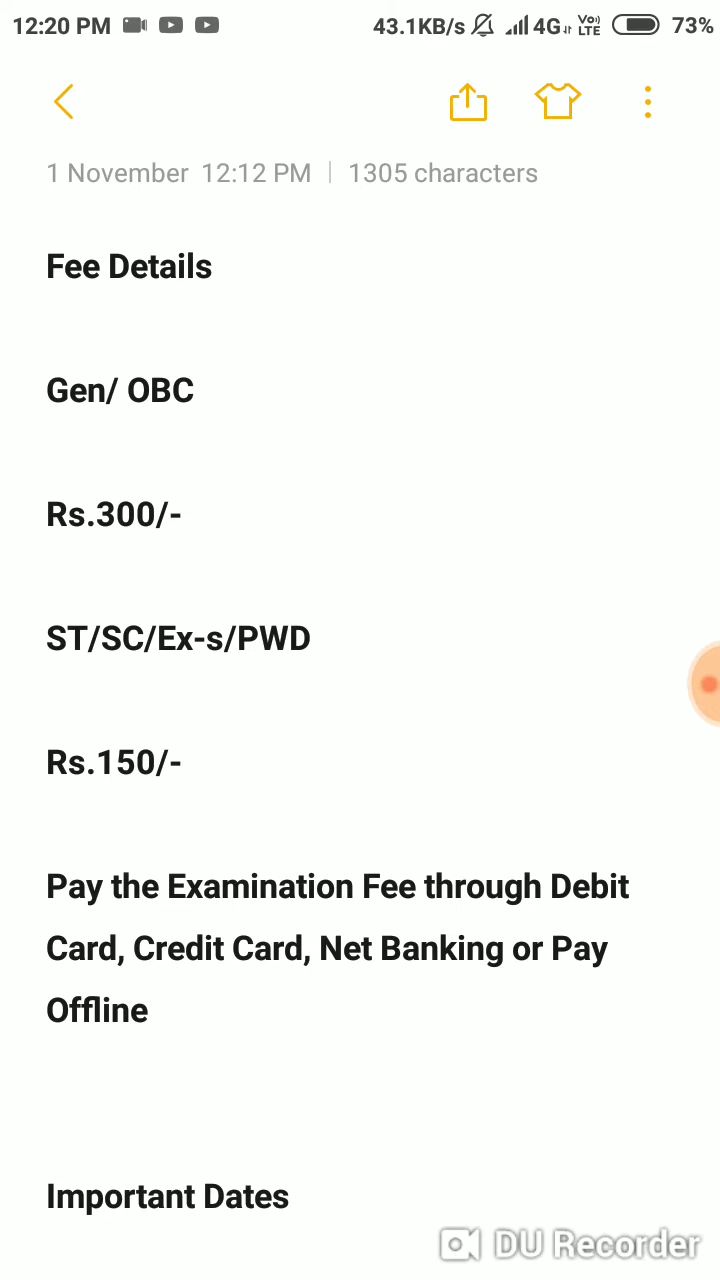 12:20 PM 43.1KB/s 4G Vo)) LTE 73%
1 November 12:12 PM | 1305 characters
Fee Details
Gen/ OBC
Rs.300/-
ST/SC/Ex-s/PWD
Rs.150/-
Pay the Examination Fee through Debit
Card, Credit Card, Net Banking or Pay
Offline
Important Dates
DU Recorder